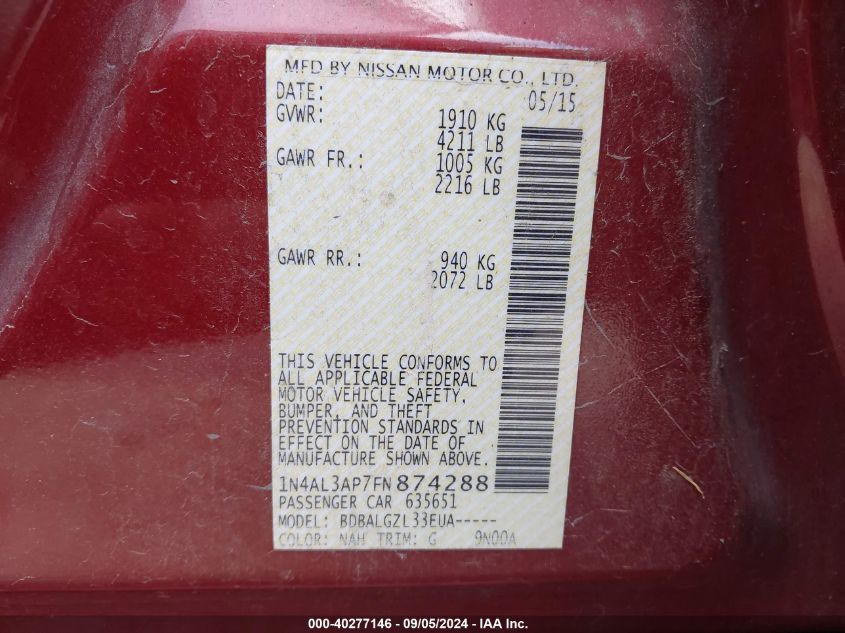 MFD BY NISSAN MOTOR CO., LTD.
DATE: 05/15
GVWR: 1910 KG
4211 LB
GAWR FR.: 1005 KG
2216 LB
GAWR RR.: 940 KG
2072 LB
THIS VEHICLE CONFORMS TO
ALL APPLICABLE FEDERAL
MOTOR VEHICLE SAFETY,
BUMPER, AND THEFT
PREVENTION STANDARDS IN
EFFECT ON THE DATE OF
MANUFACTURE SHOWN ABOVE.
1N4AL3AP7FN874288
PASSENGER CAR 635651
MODEL: BDBALGZL33EUA-----
COLOR: NAH TRIM: G 9N00A
000-40277146 - 09/05/2024 - IAA Inc.